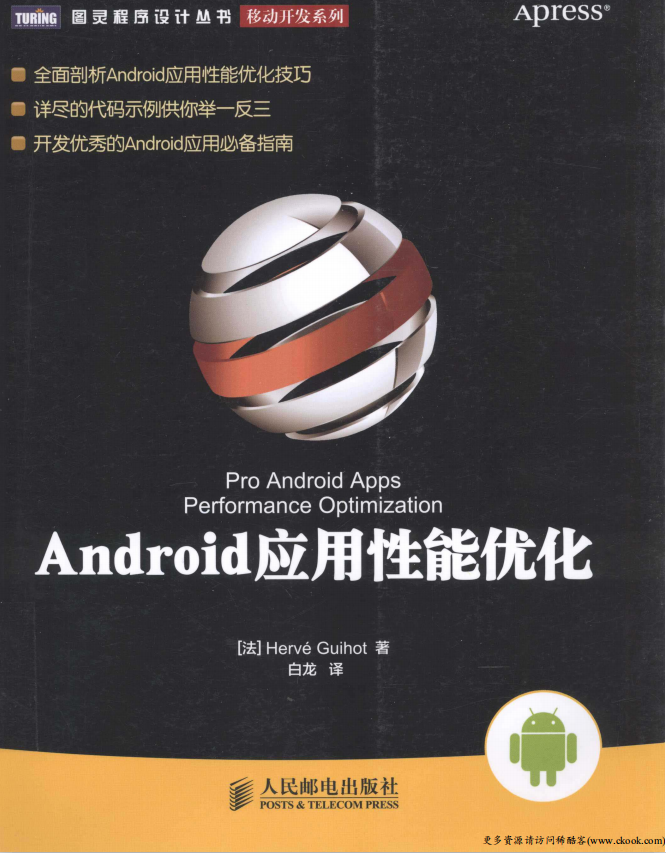 TURING 图灵程序设计丛书 移动开发系列
Apress®
全面剖析Android应用性能优化技巧
详尽的代码示例供你举一反三
开发优秀的Android应用必备指南
Pro Android Apps
Performance Optimization
Android应用性能优化
[法] Hervé Guihot 著
白龙 译
人民邮电出版社
POSTS & TELECOM PRESS
更多资源请访问稀酷客(www.ckook.com)